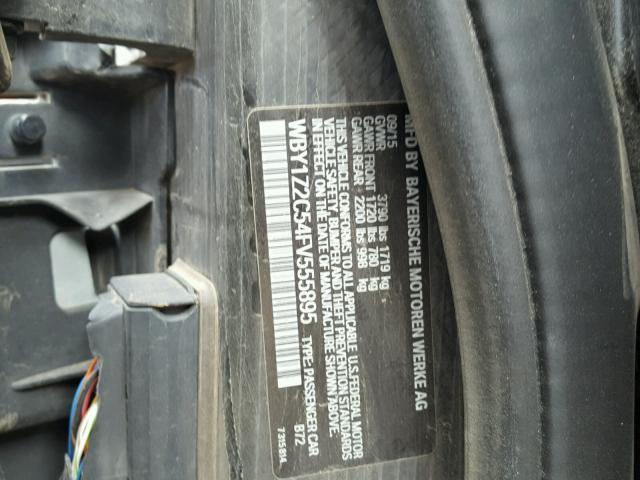 MFD BY BAYERISCHE MOTOREN WERKE AG
09/15
GVWR 3790 lbs 1719 kg
GAWR FRONT 1720 lbs 780 kg
GAWR REAR 2200 lbs 998 kg
THIS VEHICLE CONFORMS TO ALL APPLICABLE U.S. FEDERAL MOTOR
VEHICLE SAFETY, BUMPER AND THEFT PREVENTION STANDARDS
IN EFFECT ON THE DATE OF MANUFACTURE SHOWN ABOVE.
WBY1Z2C54FV555895 TYPE: PASSENGER CAR
BT2
7 315 814